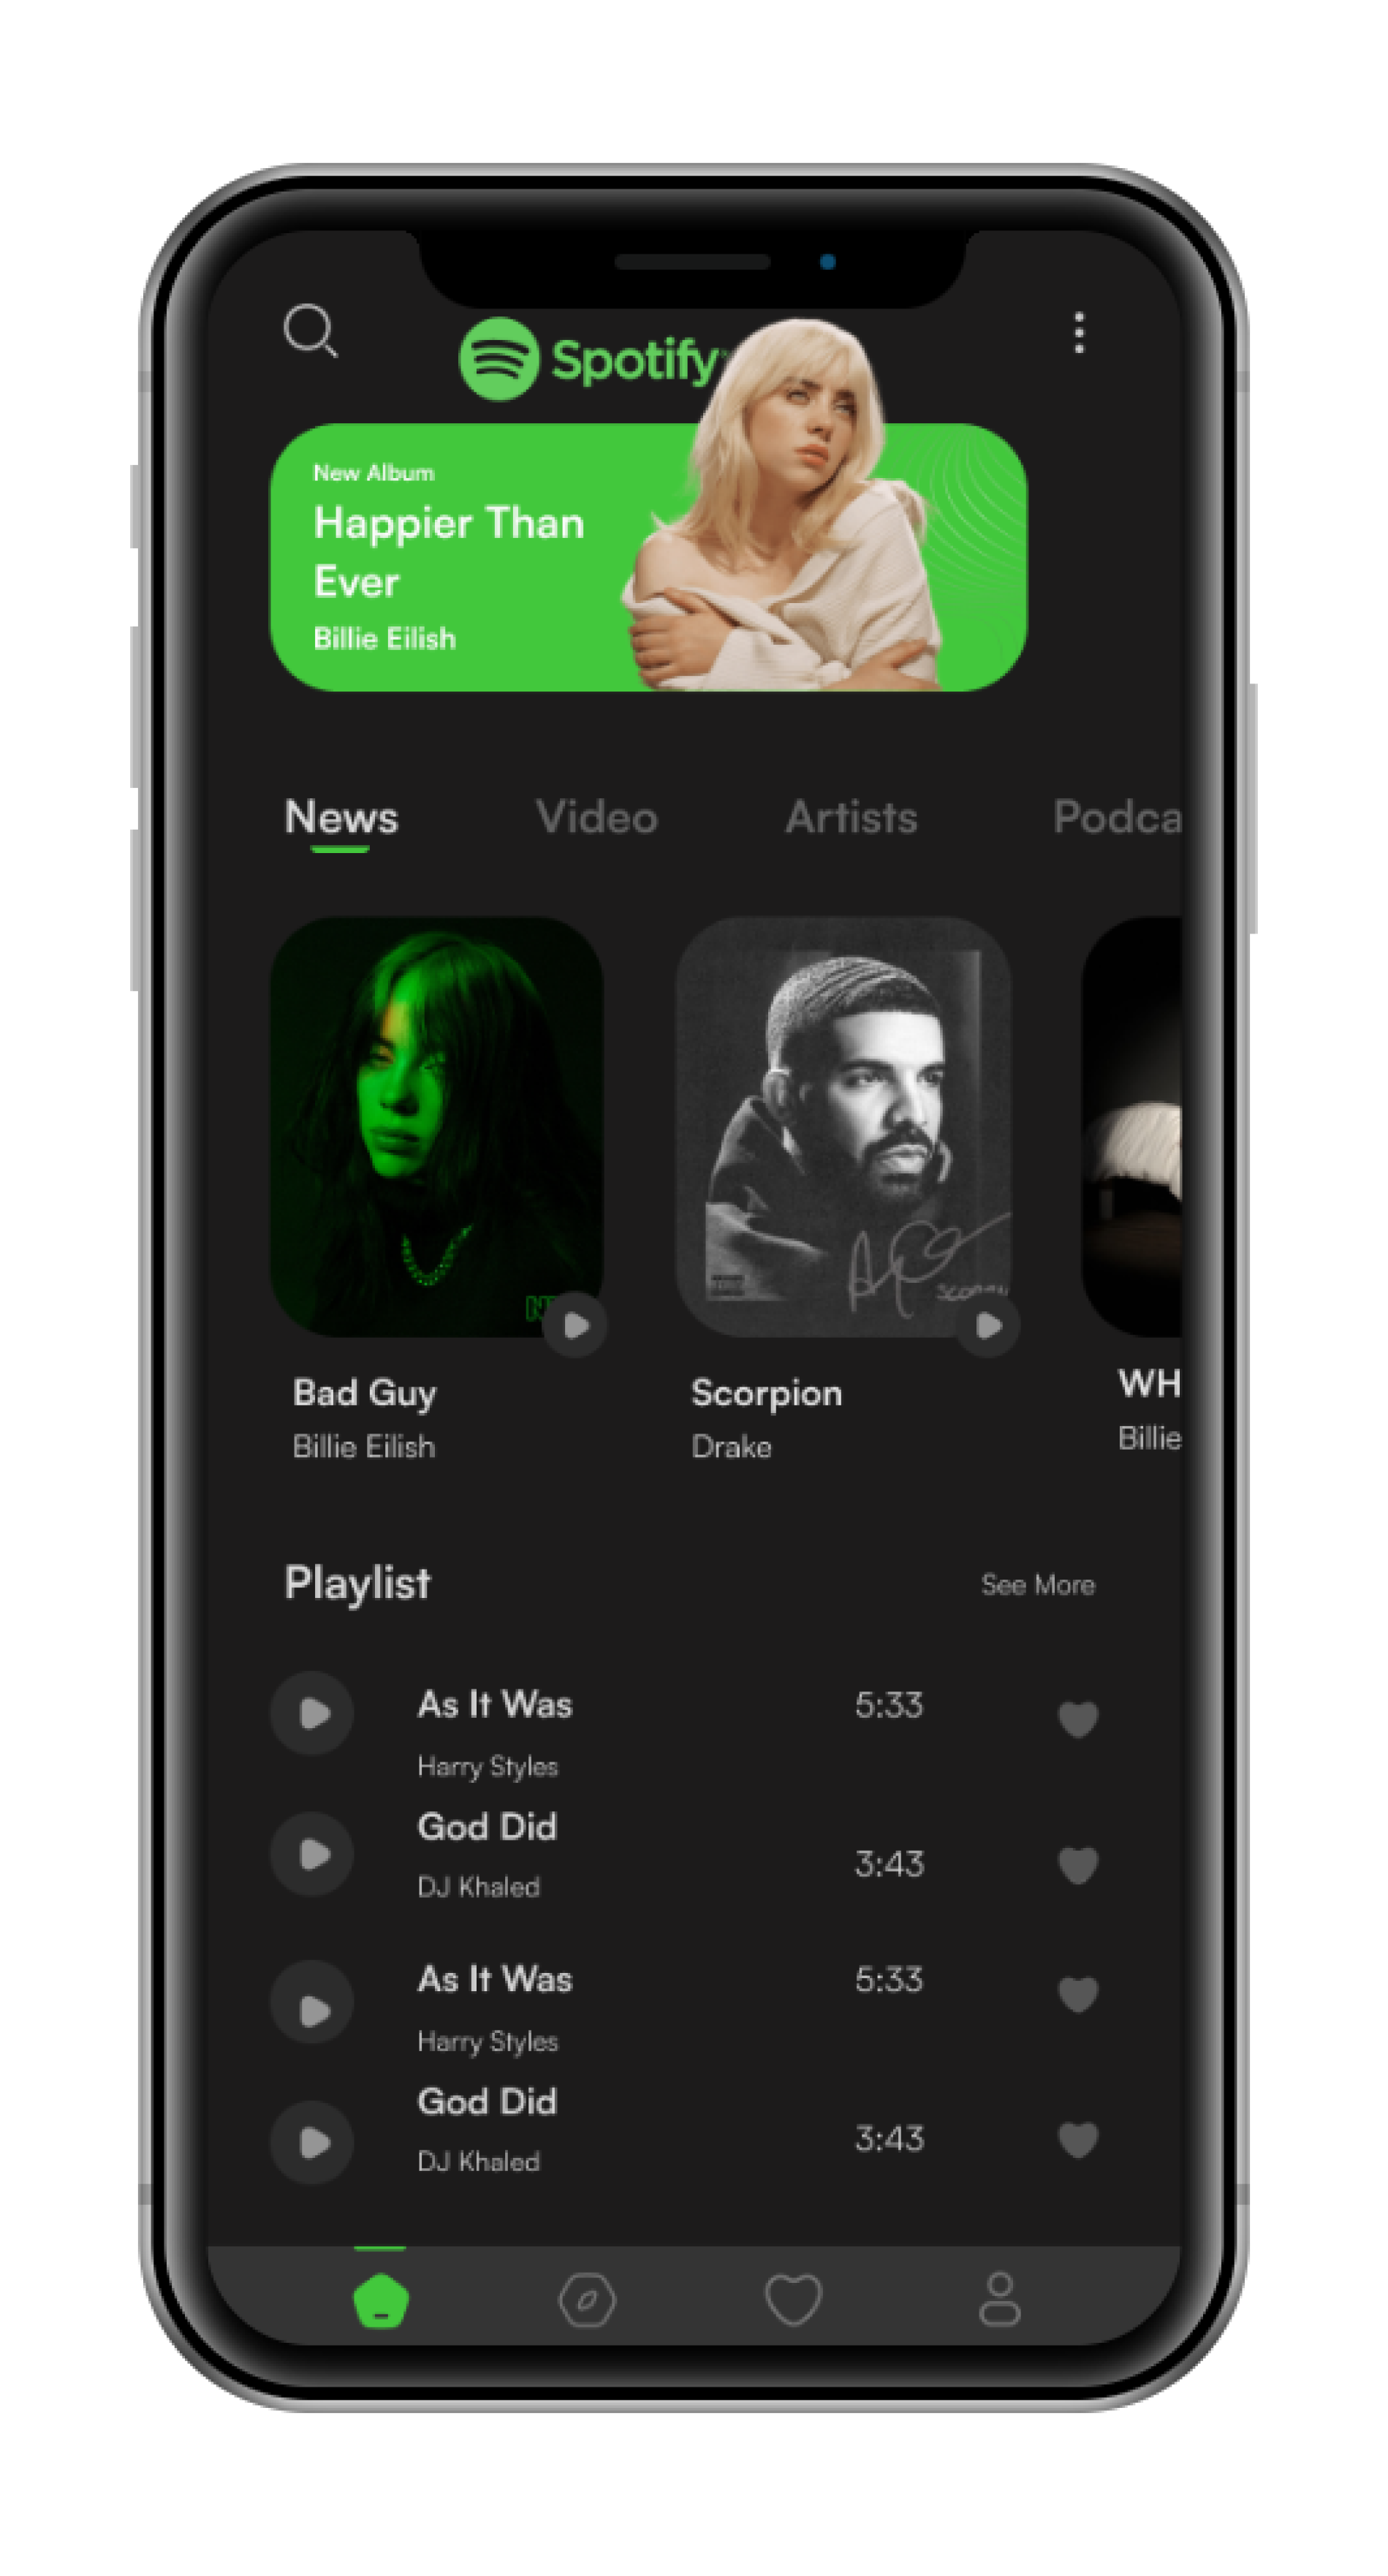 Spotify
New Album
Happier Than
Ever
Billie Eilish
News Video Artists Podca
Bad Guy Scorpion WH
Billie Eilish Drake Billie
Playlist See More
As It Was 5:33
Harry Styles
God Did
3:43
DJ Khaled
As It Was 5:33
Harry Styles
God Did
3:43
DJ Khaled